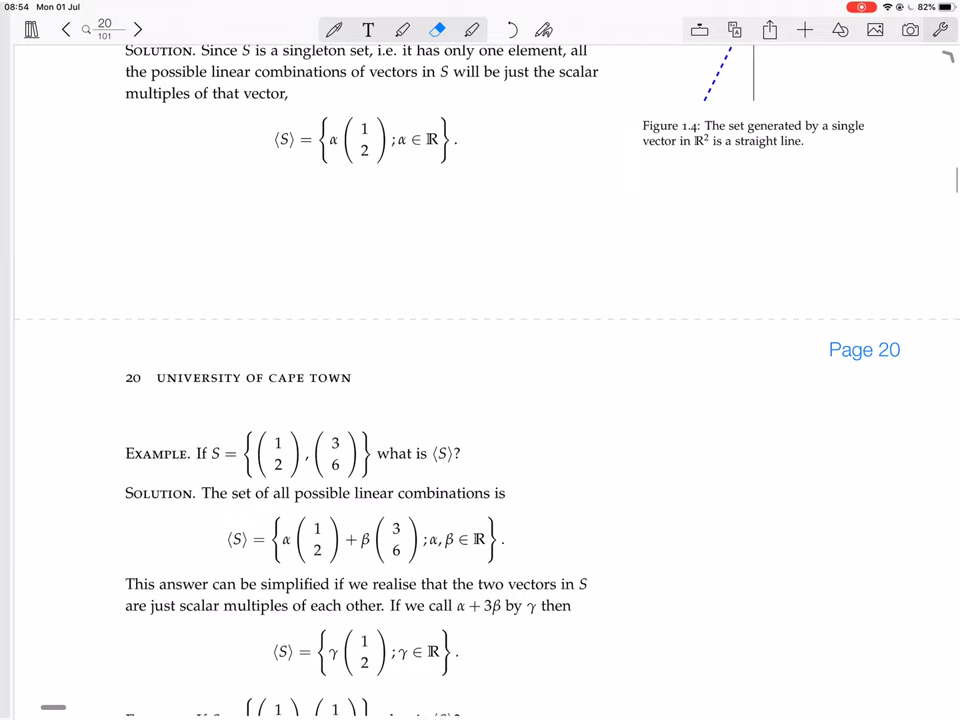 08:54 Mon 01 Jul
82%
20
101
T
SOLUTION. Since S is a singleton set, i.e. it has only one element, all
the possible linear combinations of vectors in S will be just the scalar
multiples of that vector,
⟨S⟩ = { α ( 1 2 ) ; α ∈ ℝ } .
Figure 1.4: The set generated by a single
vector in ℝ² is a straight line.
Page 20
20 UNIVERSITY OF CAPE TOWN
EXAMPLE. If S = { ( 1 2 ) , ( 3 6 ) } what is ⟨S⟩?
SOLUTION. The set of all possible linear combinations is
⟨S⟩ = { α ( 1 2 ) + β ( 3 6 ) ; α, β ∈ ℝ } .
This answer can be simplified if we realise that the two vectors in S
are just scalar multiples of each other. If we call α + 3β by γ then
⟨S⟩ = { γ ( 1 2 ) ; γ ∈ ℝ } .
{ ( 1 ( 1 }